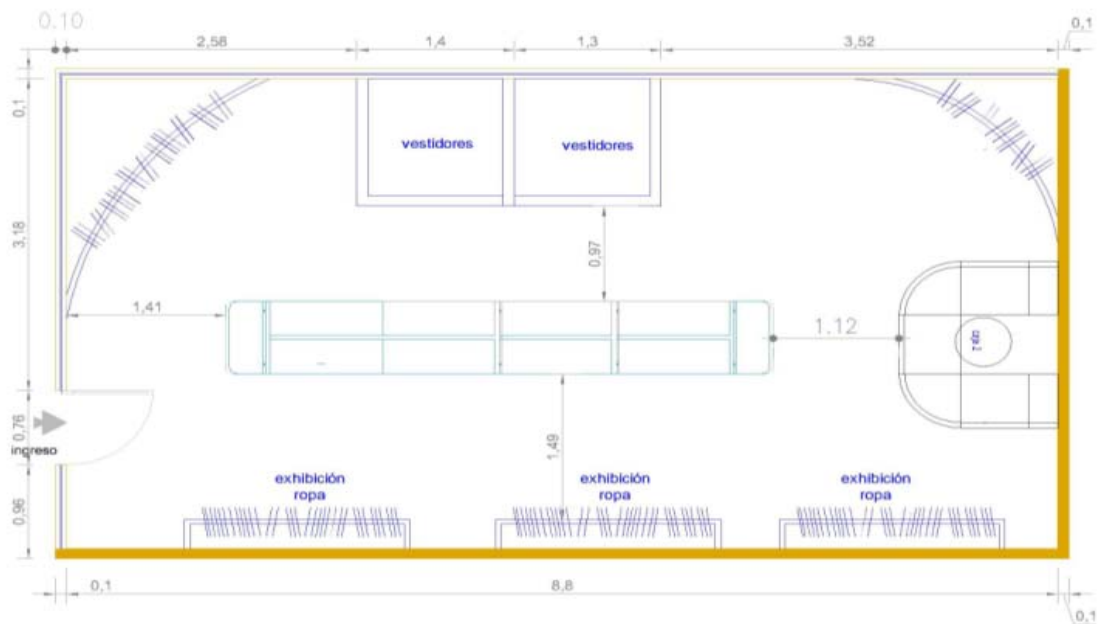 0.10
0,1
2,58
1,4
1,3
3,52
0,1
vestidores
vestidores
3,18
0,97
1,41
1.12
caja 2
0,76
ingreso
1,49
0,96
exhibición
ropa
exhibición
ropa
exhibición
ropa
0,1
8,8
0,1